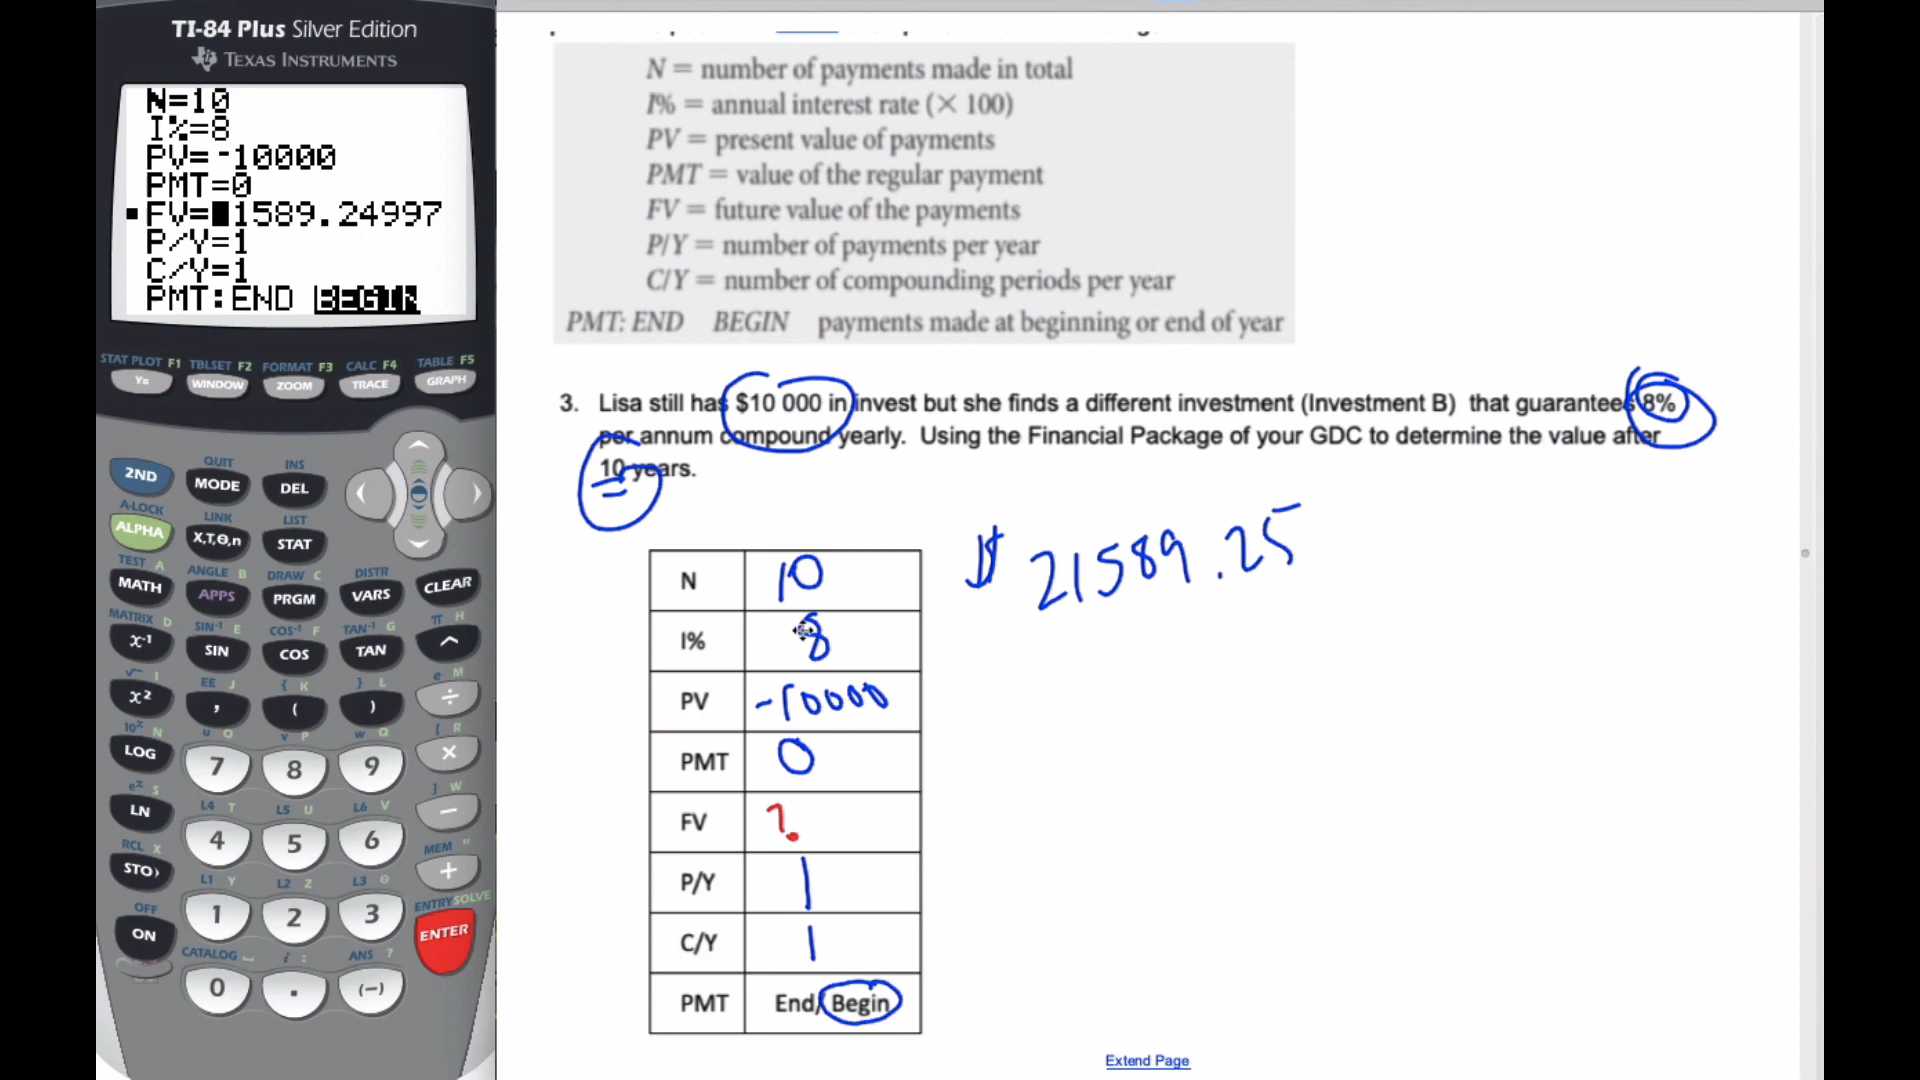 TI-84 Plus Silver Edition
TEXAS INSTRUMENTS
N=10
I%=8
PV=-10000
PMT=0
FV=1589.24997
P/Y=1
C/Y=1
PMT:END BEGIN
STAT PLOT F1 TBLSET F2 FORMAT F3 CALC F4 TABLE F5
Y= WINDOW ZOOM TRACE GRAPH
QUIT INS
2ND MODE DEL
A-LOCK LINK LIST
ALPHA X,T,Θ,n STAT
TEST A ANGLE B DRAW C DISTR
MATH APPS PRGM VARS CLEAR
MATRIX D SIN-1 E COS-1 F TAN-1 G π H
x-1 SIN COS TAN ^
√ I EE J { K } L e M
x² , ( ) ÷
10x N u O v P w Q [ R
LOG 7 8 9 ×
ex S L4 T L5 U L6 V ] W
LN 4 5 6 −
RCL X L1 Y L2 Z L3 θ MEM "
STO› 1 2 3 +
OFF CATALOG i : ANS ? ENTRY SOLVE
ON 0 . (−) ENTER
N = number of payments made in total
I% = annual interest rate (× 100)
PV = present value of payments
PMT = value of the regular payment
FV = future value of the payments
P/Y = number of payments per year
C/Y = number of compounding periods per year
PMT: END BEGIN payments made at beginning or end of year
3. Lisa still has $10 000 in invest but she finds a different investment (Investment B) that guarantees 8%
per annum compound yearly. Using the Financial Package of your GDC to determine the value after
10 years.
$ 21589.25
N 10
I% 8
PV -10000
PMT 0
FV ?
P/Y 1
C/Y 1
PMT End/Begin
Extend Page